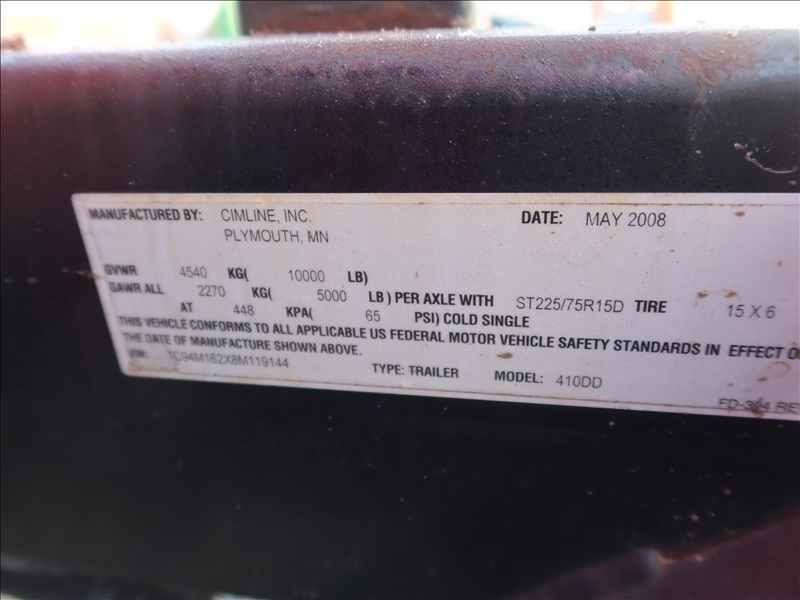 MANUFACTURED BY: CIMLINE, INC. DATE: MAY 2008
PLYMOUTH, MN
GVWR 4540 KG( 10000 LB)
GAWR ALL 2270 KG( 5000 LB ) PER AXLE WITH ST225/75R15D TIRE 15 X 6
AT 448 KPA( 65 PSI) COLD SINGLE
THIS VEHICLE CONFORMS TO ALL APPLICABLE US FEDERAL MOTOR VEHICLE SAFETY STANDARDS IN EFFECT ON
THE DATE OF MANUFACTURE SHOWN ABOVE.
VIN: 1C94M162X8M119144 TYPE: TRAILER MODEL: 410DD